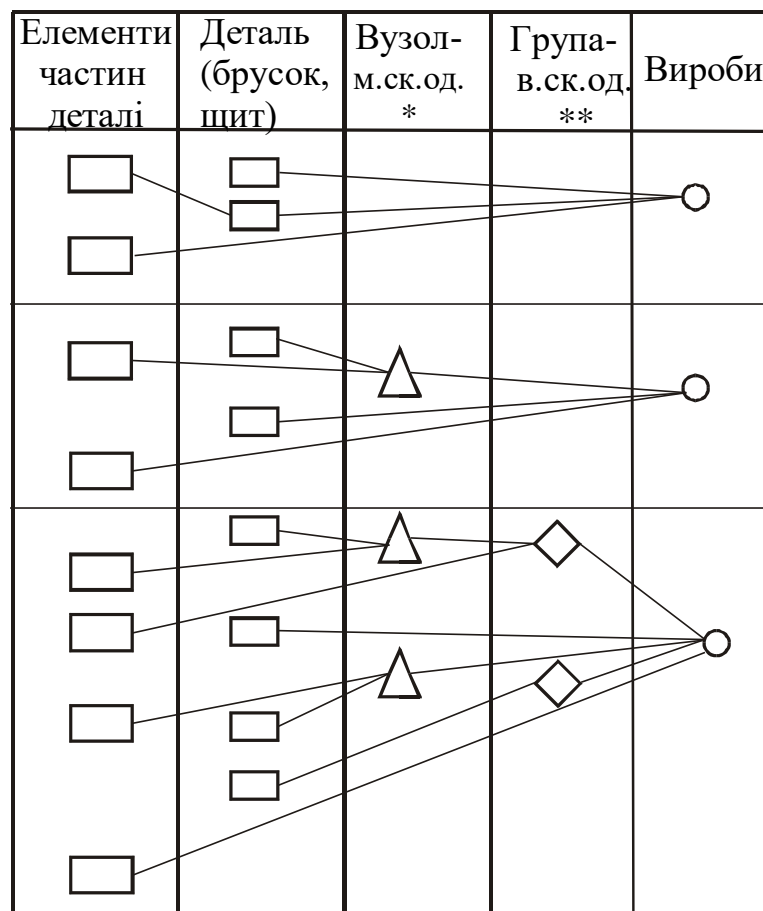 Елементи
частин
деталі
Деталь
(брусок,
щит)
Вузол-
м.ск.од.
*
Група-
в.ск.од.
**
Вироби